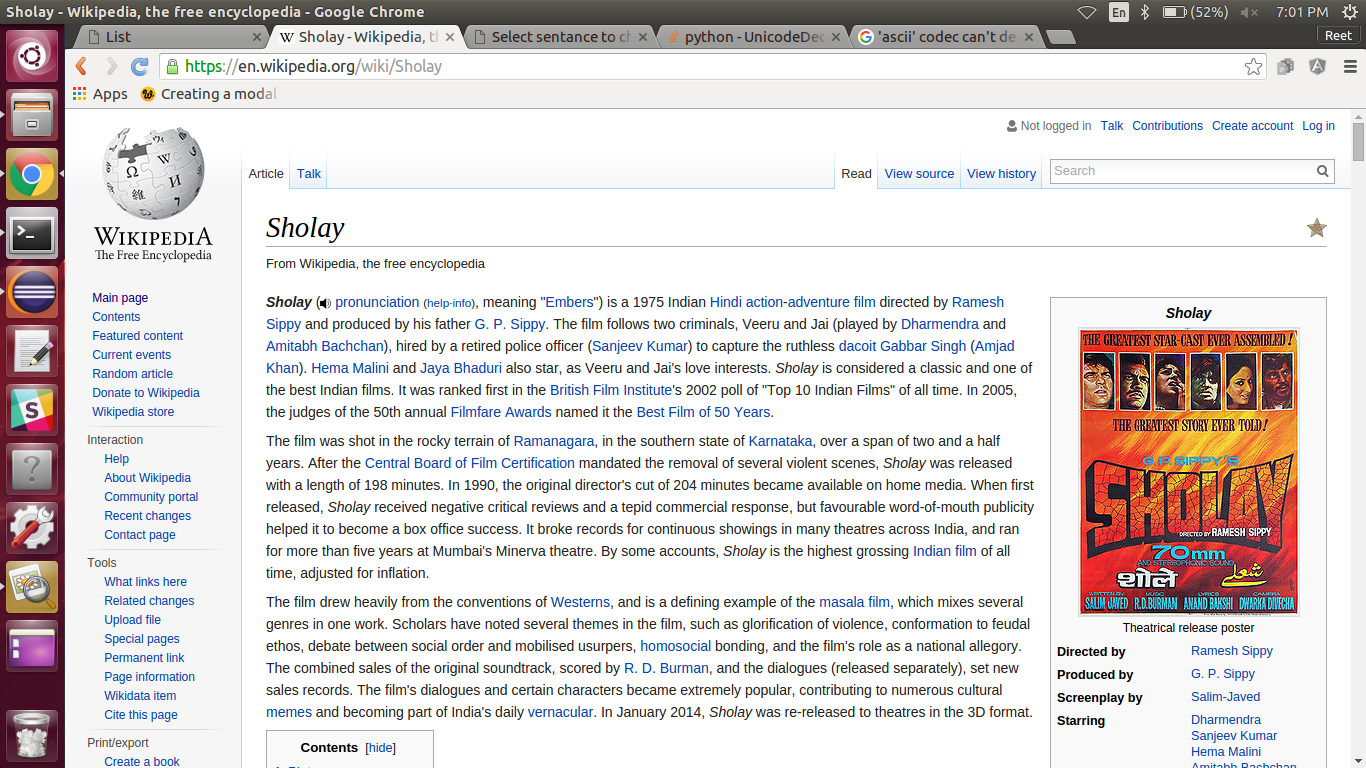 Sholay - Wikipedia, the free encyclopedia - Google Chrome
En
(52%)
7:01 PM
List
Sholay - Wikipedia, th
Select sentance to ch
python - UnicodeDec
'ascii' codec can't de
Reet
https://en.wikipedia.org/wiki/Sholay
Apps
Creating a modal
Not logged in Talk Contributions Create account Log in
Article Talk
Read View source View history
Search
WIKIPEDIA
The Free Encyclopedia
Main page
Contents
Featured content
Current events
Random article
Donate to Wikipedia
Wikipedia store
Interaction
Help
About Wikipedia
Community portal
Recent changes
Contact page
Tools
What links here
Related changes
Upload file
Special pages
Permanent link
Page information
Wikidata item
Cite this page
Print/export
Create a book
Sholay
From Wikipedia, the free encyclopedia
Sholay ( pronunciation (help·info), meaning "Embers") is a 1975 Indian Hindi action-adventure film directed by Ramesh
Sippy and produced by his father G. P. Sippy. The film follows two criminals, Veeru and Jai (played by Dharmendra and
Amitabh Bachchan), hired by a retired police officer (Sanjeev Kumar) to capture the ruthless dacoit Gabbar Singh (Amjad
Khan). Hema Malini and Jaya Bhaduri also star, as Veeru and Jai's love interests. Sholay is considered a classic and one of
the best Indian films. It was ranked first in the British Film Institute's 2002 poll of "Top 10 Indian Films" of all time. In 2005,
the judges of the 50th annual Filmfare Awards named it the Best Film of 50 Years.
The film was shot in the rocky terrain of Ramanagara, in the southern state of Karnataka, over a span of two and a half
years. After the Central Board of Film Certification mandated the removal of several violent scenes, Sholay was released
with a length of 198 minutes. In 1990, the original director's cut of 204 minutes became available on home media. When first
released, Sholay received negative critical reviews and a tepid commercial response, but favourable word-of-mouth publicity
helped it to become a box office success. It broke records for continuous showings in many theatres across India, and ran
for more than five years at Mumbai's Minerva theatre. By some accounts, Sholay is the highest grossing Indian film of all
time, adjusted for inflation.
The film drew heavily from the conventions of Westerns, and is a defining example of the masala film, which mixes several
genres in one work. Scholars have noted several themes in the film, such as glorification of violence, conformation to feudal
ethos, debate between social order and mobilised usurpers, homosocial bonding, and the film's role as a national allegory.
The combined sales of the original soundtrack, scored by R. D. Burman, and the dialogues (released separately), set new
sales records. The film's dialogues and certain characters became extremely popular, contributing to numerous cultural
memes and becoming part of India's daily vernacular. In January 2014, Sholay was re-released to theatres in the 3D format.
Contents [hide]
Sholay
THE GREATEST STAR-CAST EVER ASSEMBLED!
THE GREATEST STORY EVER TOLD!
G.P. SIPPY'S
SHOLAY
DIRECTED BY RAMESH SIPPY
70mm
AND STEREOPHONIC SOUND
शोले شعلے
WRITTEN BY MUSIC LYRICS CAMERA
SALIM JAVED R.D.BURMAN ANAND BAKSHI DWARKA DIVECHA
Theatrical release poster
Directed by Ramesh Sippy
Produced by G. P. Sippy
Screenplay by Salim-Javed
Starring Dharmendra
Sanjeev Kumar
Hema Malini
Amitabh Bachchan